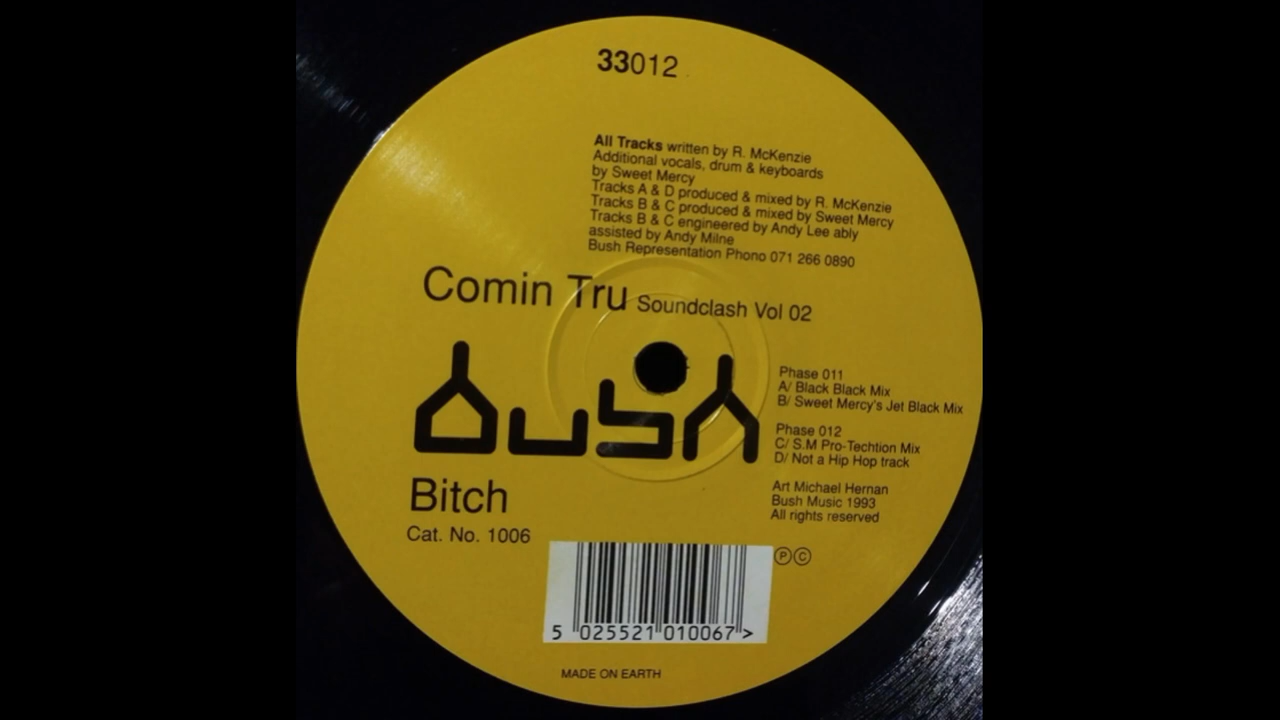 33012
All Tracks written by R. McKenzie
Additional vocals, drum & keyboards
by Sweet Mercy
Tracks A & D produced & mixed by R. McKenzie
Tracks B & C produced & mixed by Sweet Mercy
Tracks B & C engineered by Andy Lee ably
assisted by Andy Milne
Bush Representation Phono 071 266 0890
Comin Tru Soundclash Vol 02
bush
Phase 011
A/ Black Black Mix
B/ Sweet Mercy's Jet Black Mix
Phase 012
C/ S.M Pro-Techtion Mix
D/ Not a Hip Hop track
Bitch
Cat. No. 1006
Art Michael Hernan
Bush Music 1993
All rights reserved
Ⓟ Ⓒ
5 025521 010067 >
MADE ON EARTH